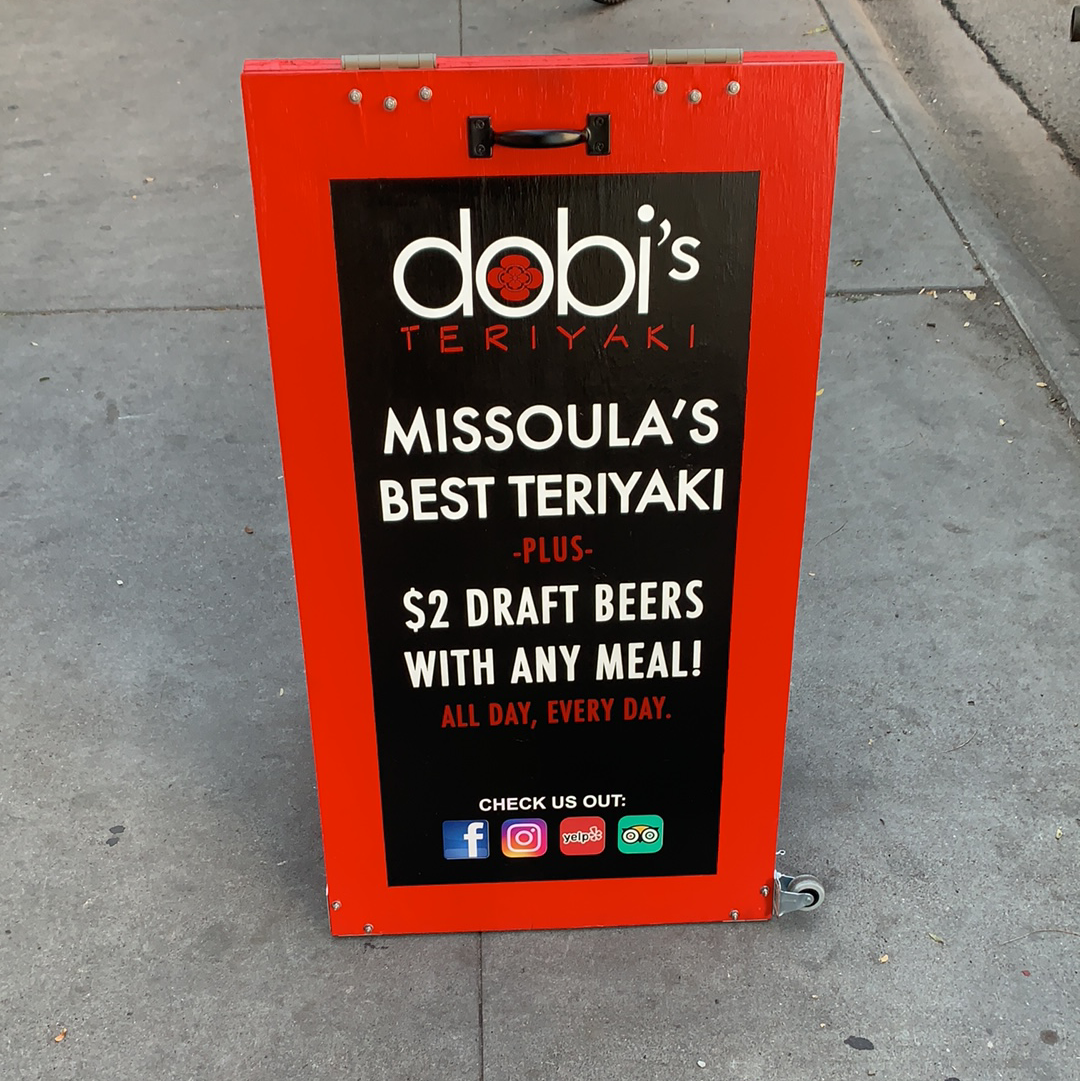 dobi's
TERIYAKI
MISSOULA'S
BEST TERIYAKI
-PLUS-
$2 DRAFT BEERS
WITH ANY MEAL!
ALL DAY, EVERY DAY.
CHECK US OUT:
f yelp